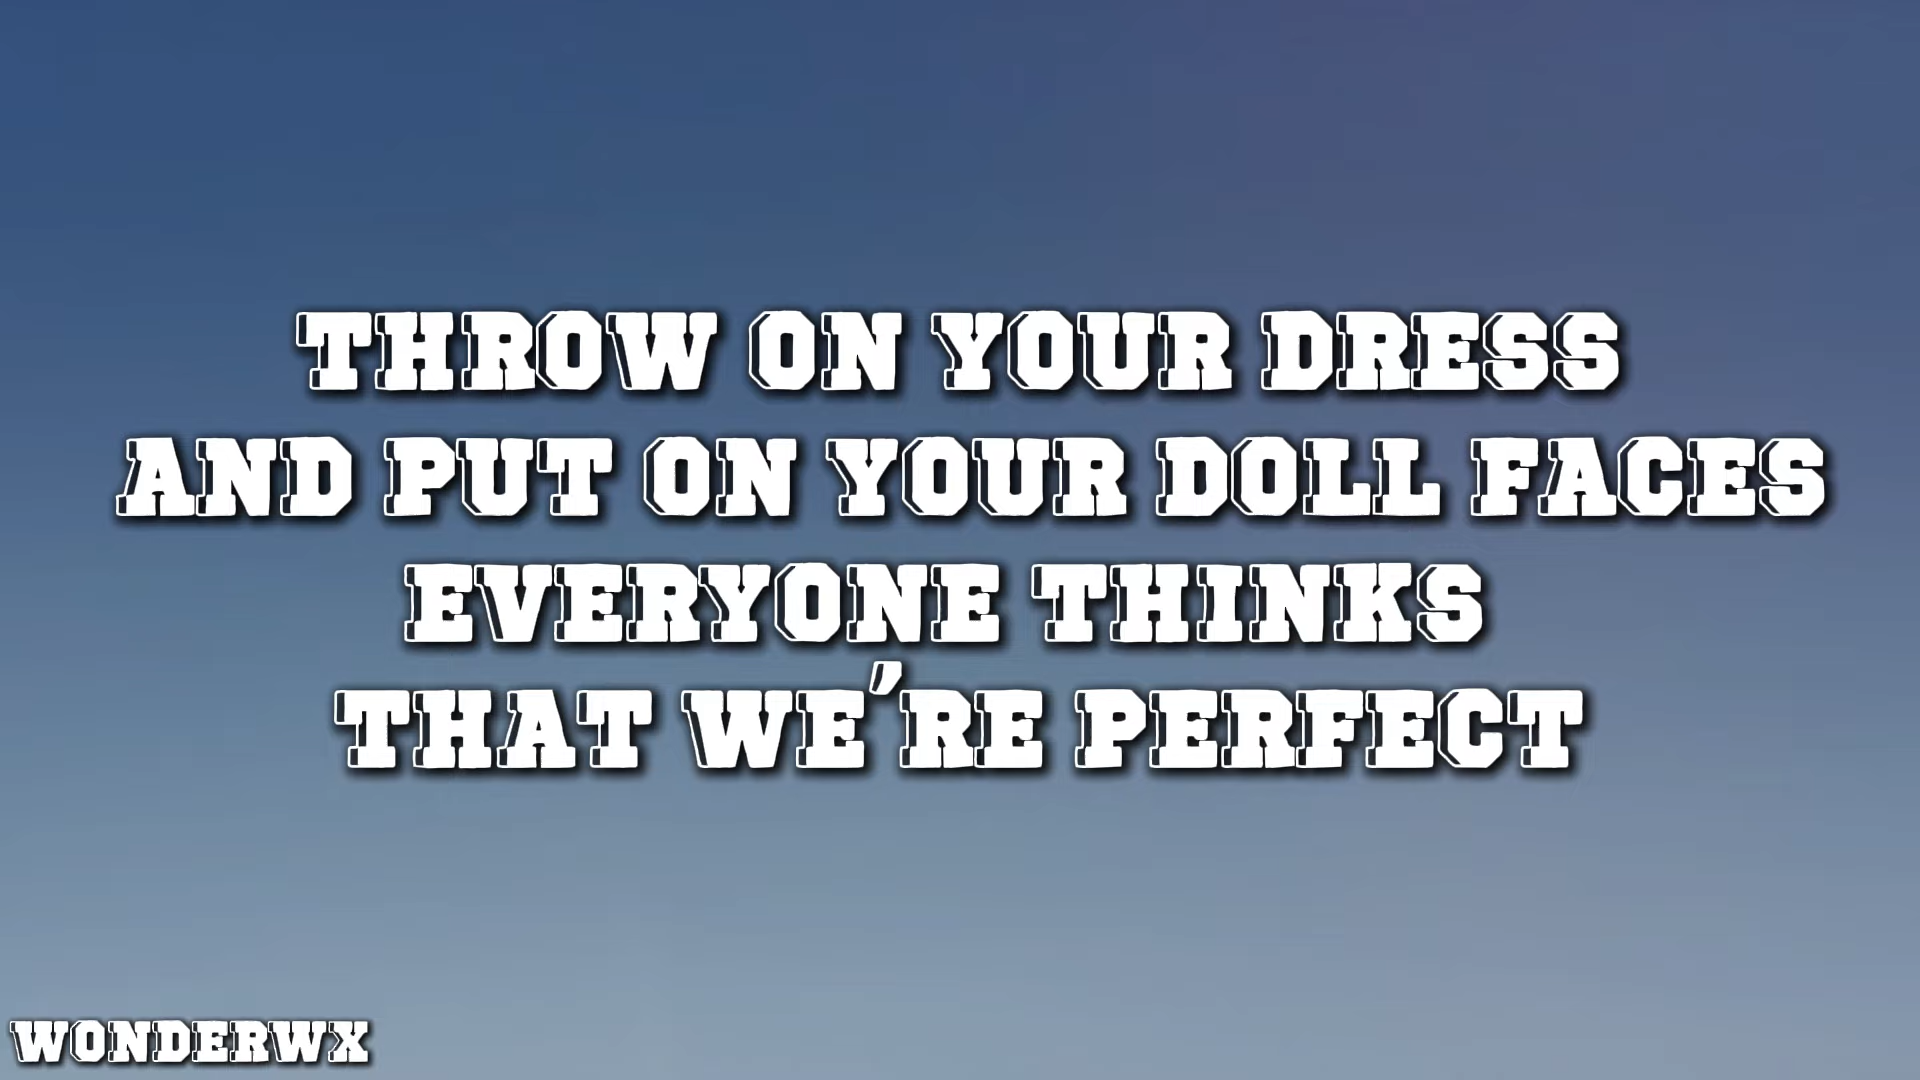 THROW ON YOUR DRESS
AND PUT ON YOUR DOLL FACES
EVERYONE THINKS
THAT WE'RE PERFECT
WONDERWX